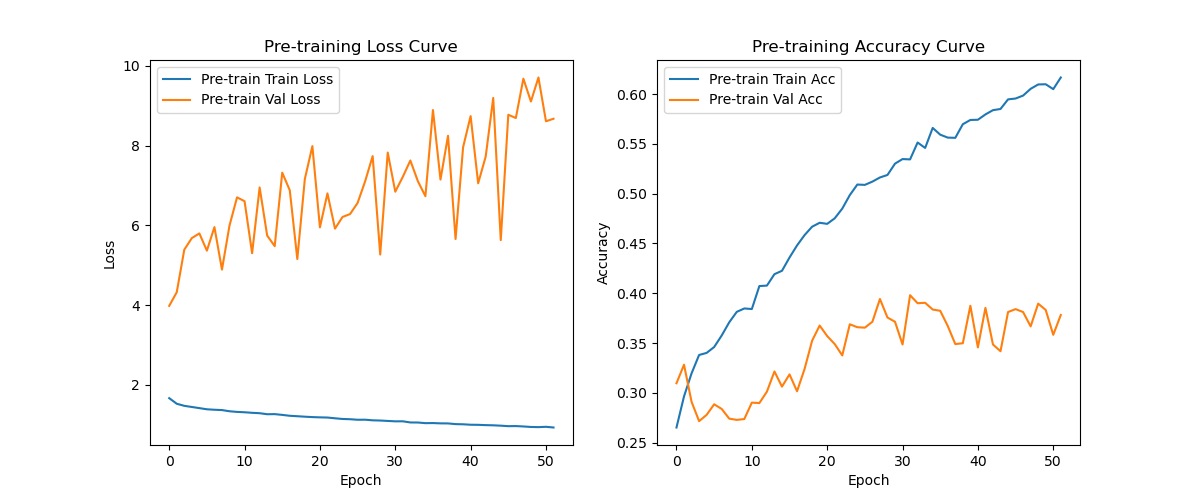 Pre-training Loss Curve
Pre-train Train Loss
Pre-train Val Loss
10
8
6
4
2
Loss
0
10
20
30
40
50
Epoch
Pre-training Accuracy Curve
Pre-train Train Acc
Pre-train Val Acc
0.60
0.55
0.50
0.45
0.40
0.35
0.30
0.25
Accuracy
0
10
20
30
40
50
Epoch